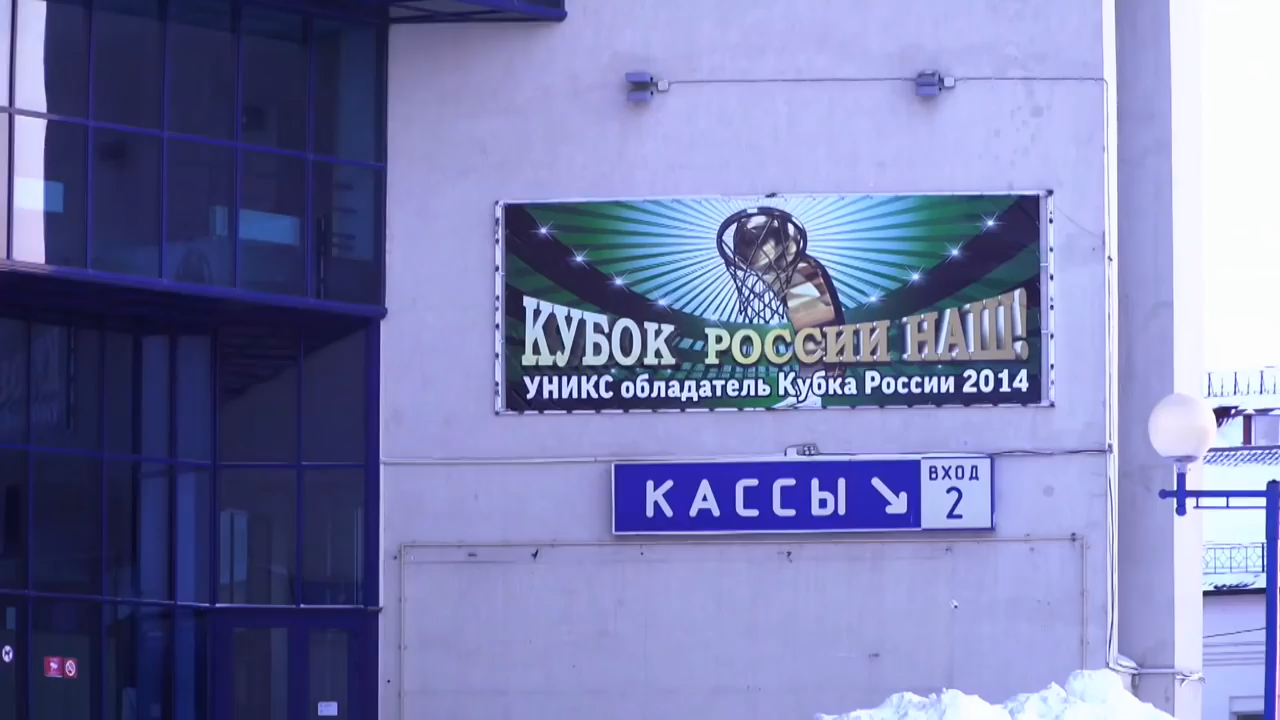 КУБОК РОССИИ НАШ!
УНИКС обладатель Кубка России 2014
КАССЫ
ВХОД
2